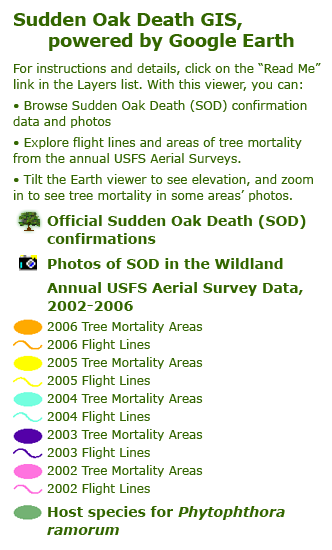 Sudden Oak Death GIS,
powered by Google Earth
For instructions and details, click on the “Read Me”
link in the Layers list. With this viewer, you can:
• Browse Sudden Oak Death (SOD) confirmation
data and photos
• Explore flight lines and areas of tree mortality
from the annual USFS Aerial Surveys.
• Tilt the Earth viewer to see elevation, and zoom
in to see tree mortality in some areas’ photos.
Official Sudden Oak Death (SOD)
confirmations
Photos of SOD in the Wildland
Annual USFS Aerial Survey Data,
2002-2006
2006 Tree Mortality Areas
2006 Flight Lines
2005 Tree Mortality Areas
2005 Flight Lines
2004 Tree Mortality Areas
2004 Flight Lines
2003 Tree Mortality Areas
2003 Flight Lines
2002 Tree Mortality Areas
2002 Flight Lines
Host species for Phytophthora
ramorum